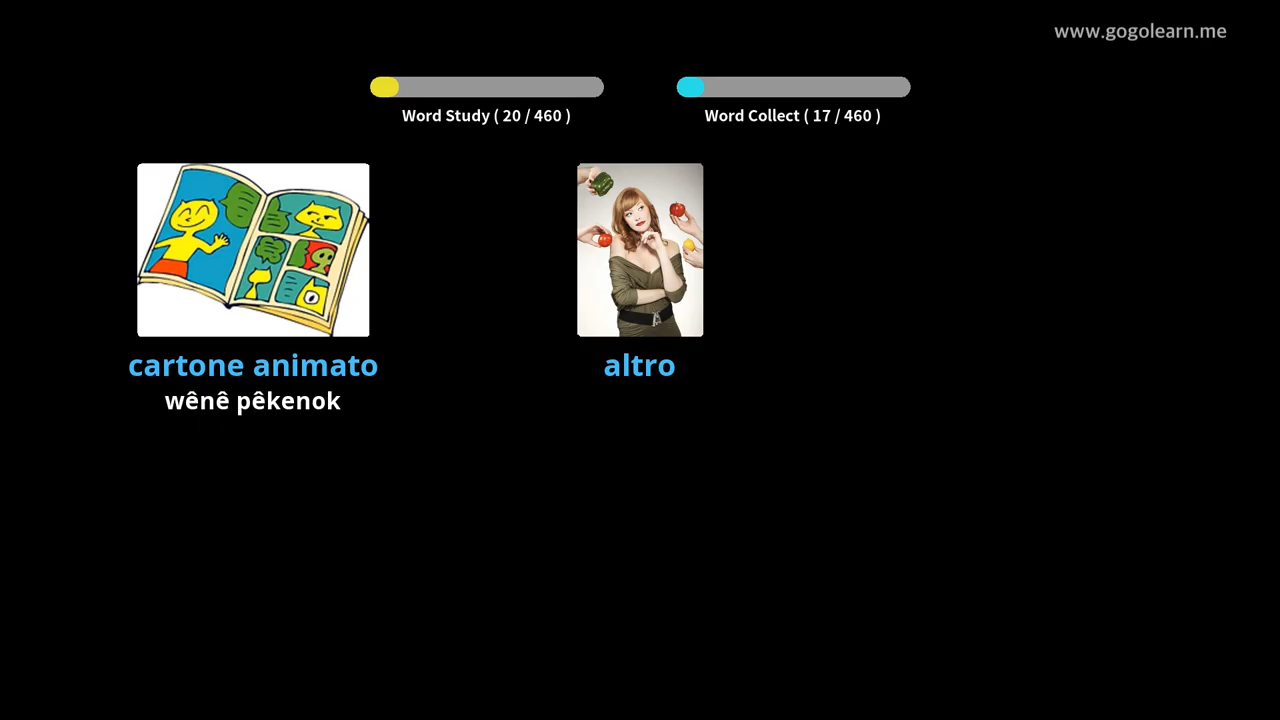 www.gogolearn.me
Word Study ( 20 / 460 )
Word Collect ( 17 / 460 )
cartone animato
wênê pêkenok
altro